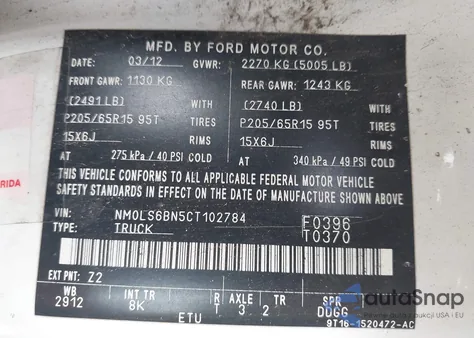 MFD. BY FORD MOTOR CO.
DATE: 03/12 GVWR: 2270 KG (5005 LB)
FRONT GAWR: 1130 KG REAR GAWR: 1243 KG
(2491 LB) WITH (2740 LB) WITH
P205/65R15 95T TIRES P205/65R15 95T TIRES
15X6J RIMS 15X6J RIMS
AT 275 kPa / 40 PSI COLD AT 340 kPa / 49 PSI COLD
THIS VEHICLE CONFORMS TO ALL APPLICABLE FEDERAL MOTOR VEHICLE
SAFETY STANDARDS IN EFFECT ON THE DATE OF MANUFACTURE SHOWN ABOVE
RIDA
VIN: NM0LS6BN5CT102784 F0396
TYPE: TRUCK T0370
EXT PNT: Z2
WB INT TR R AXLE TR SPR
2912 8K T 3 2 DDGG
ETU 9T16-1520472-AC
autoSnap
Powered by AutoAuctions